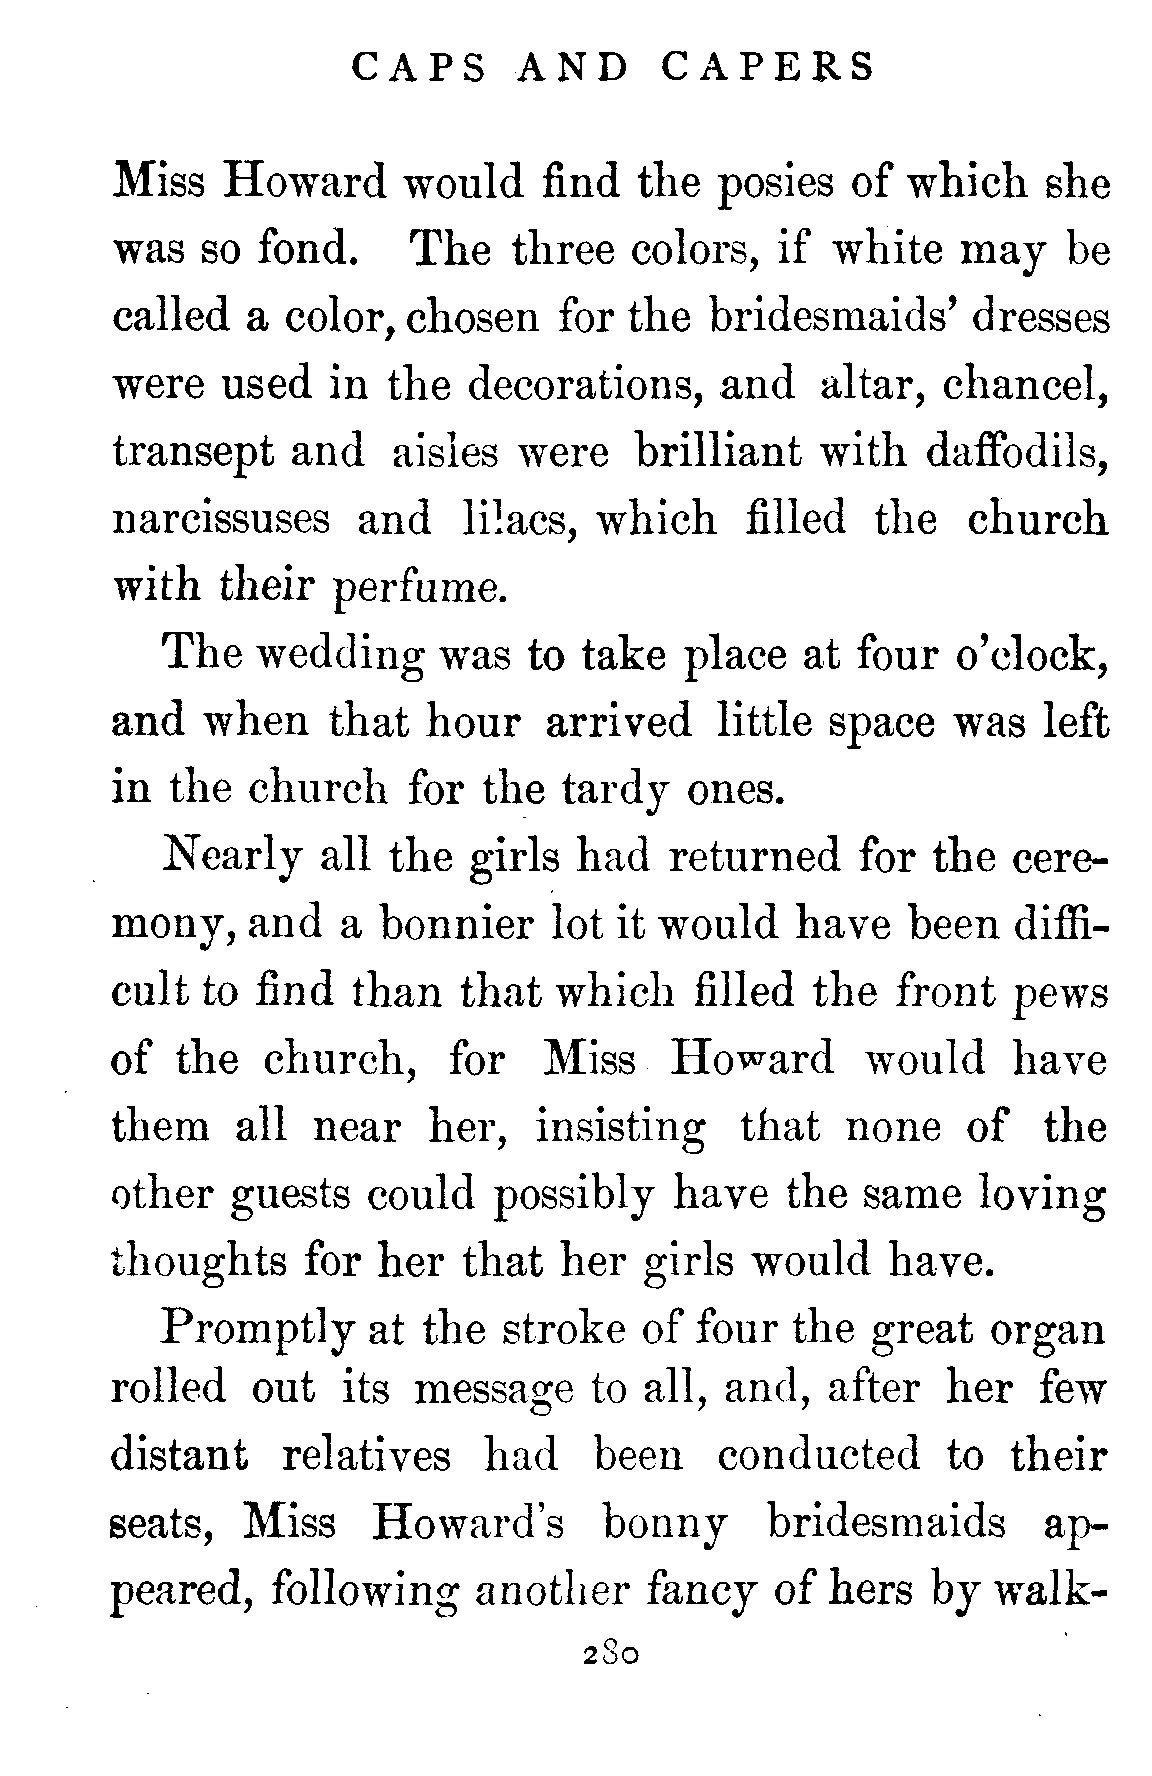 CAPS AND CAPERS
Miss Howard would find the posies of which she
was so fond. The three colors, if white may be
called a color, chosen for the bridesmaids' dresses
were used in the decorations, and altar, chancel,
transept and aisles were brilliant with daffodils,
narcissuses and lilacs, which filled the church
with their perfume.
The wedding was to take place at four o'clock,
and when that hour arrived little space was left
in the church for the tardy ones.
Nearly all the girls had returned for the cere-
mony, and a bonnier lot it would have been diffi-
cult to find than that which filled the front pews
of the church, for Miss Howard would have
them all near her, insisting that none of the
other guests could possibly have the same loving
thoughts for her that her girls would have.
Promptly at the stroke of four the great organ
rolled out its message to all, and, after her few
distant relatives had been conducted to their
seats, Miss Howard's bonny bridesmaids ap-
peared, following another fancy of hers by walk-
280